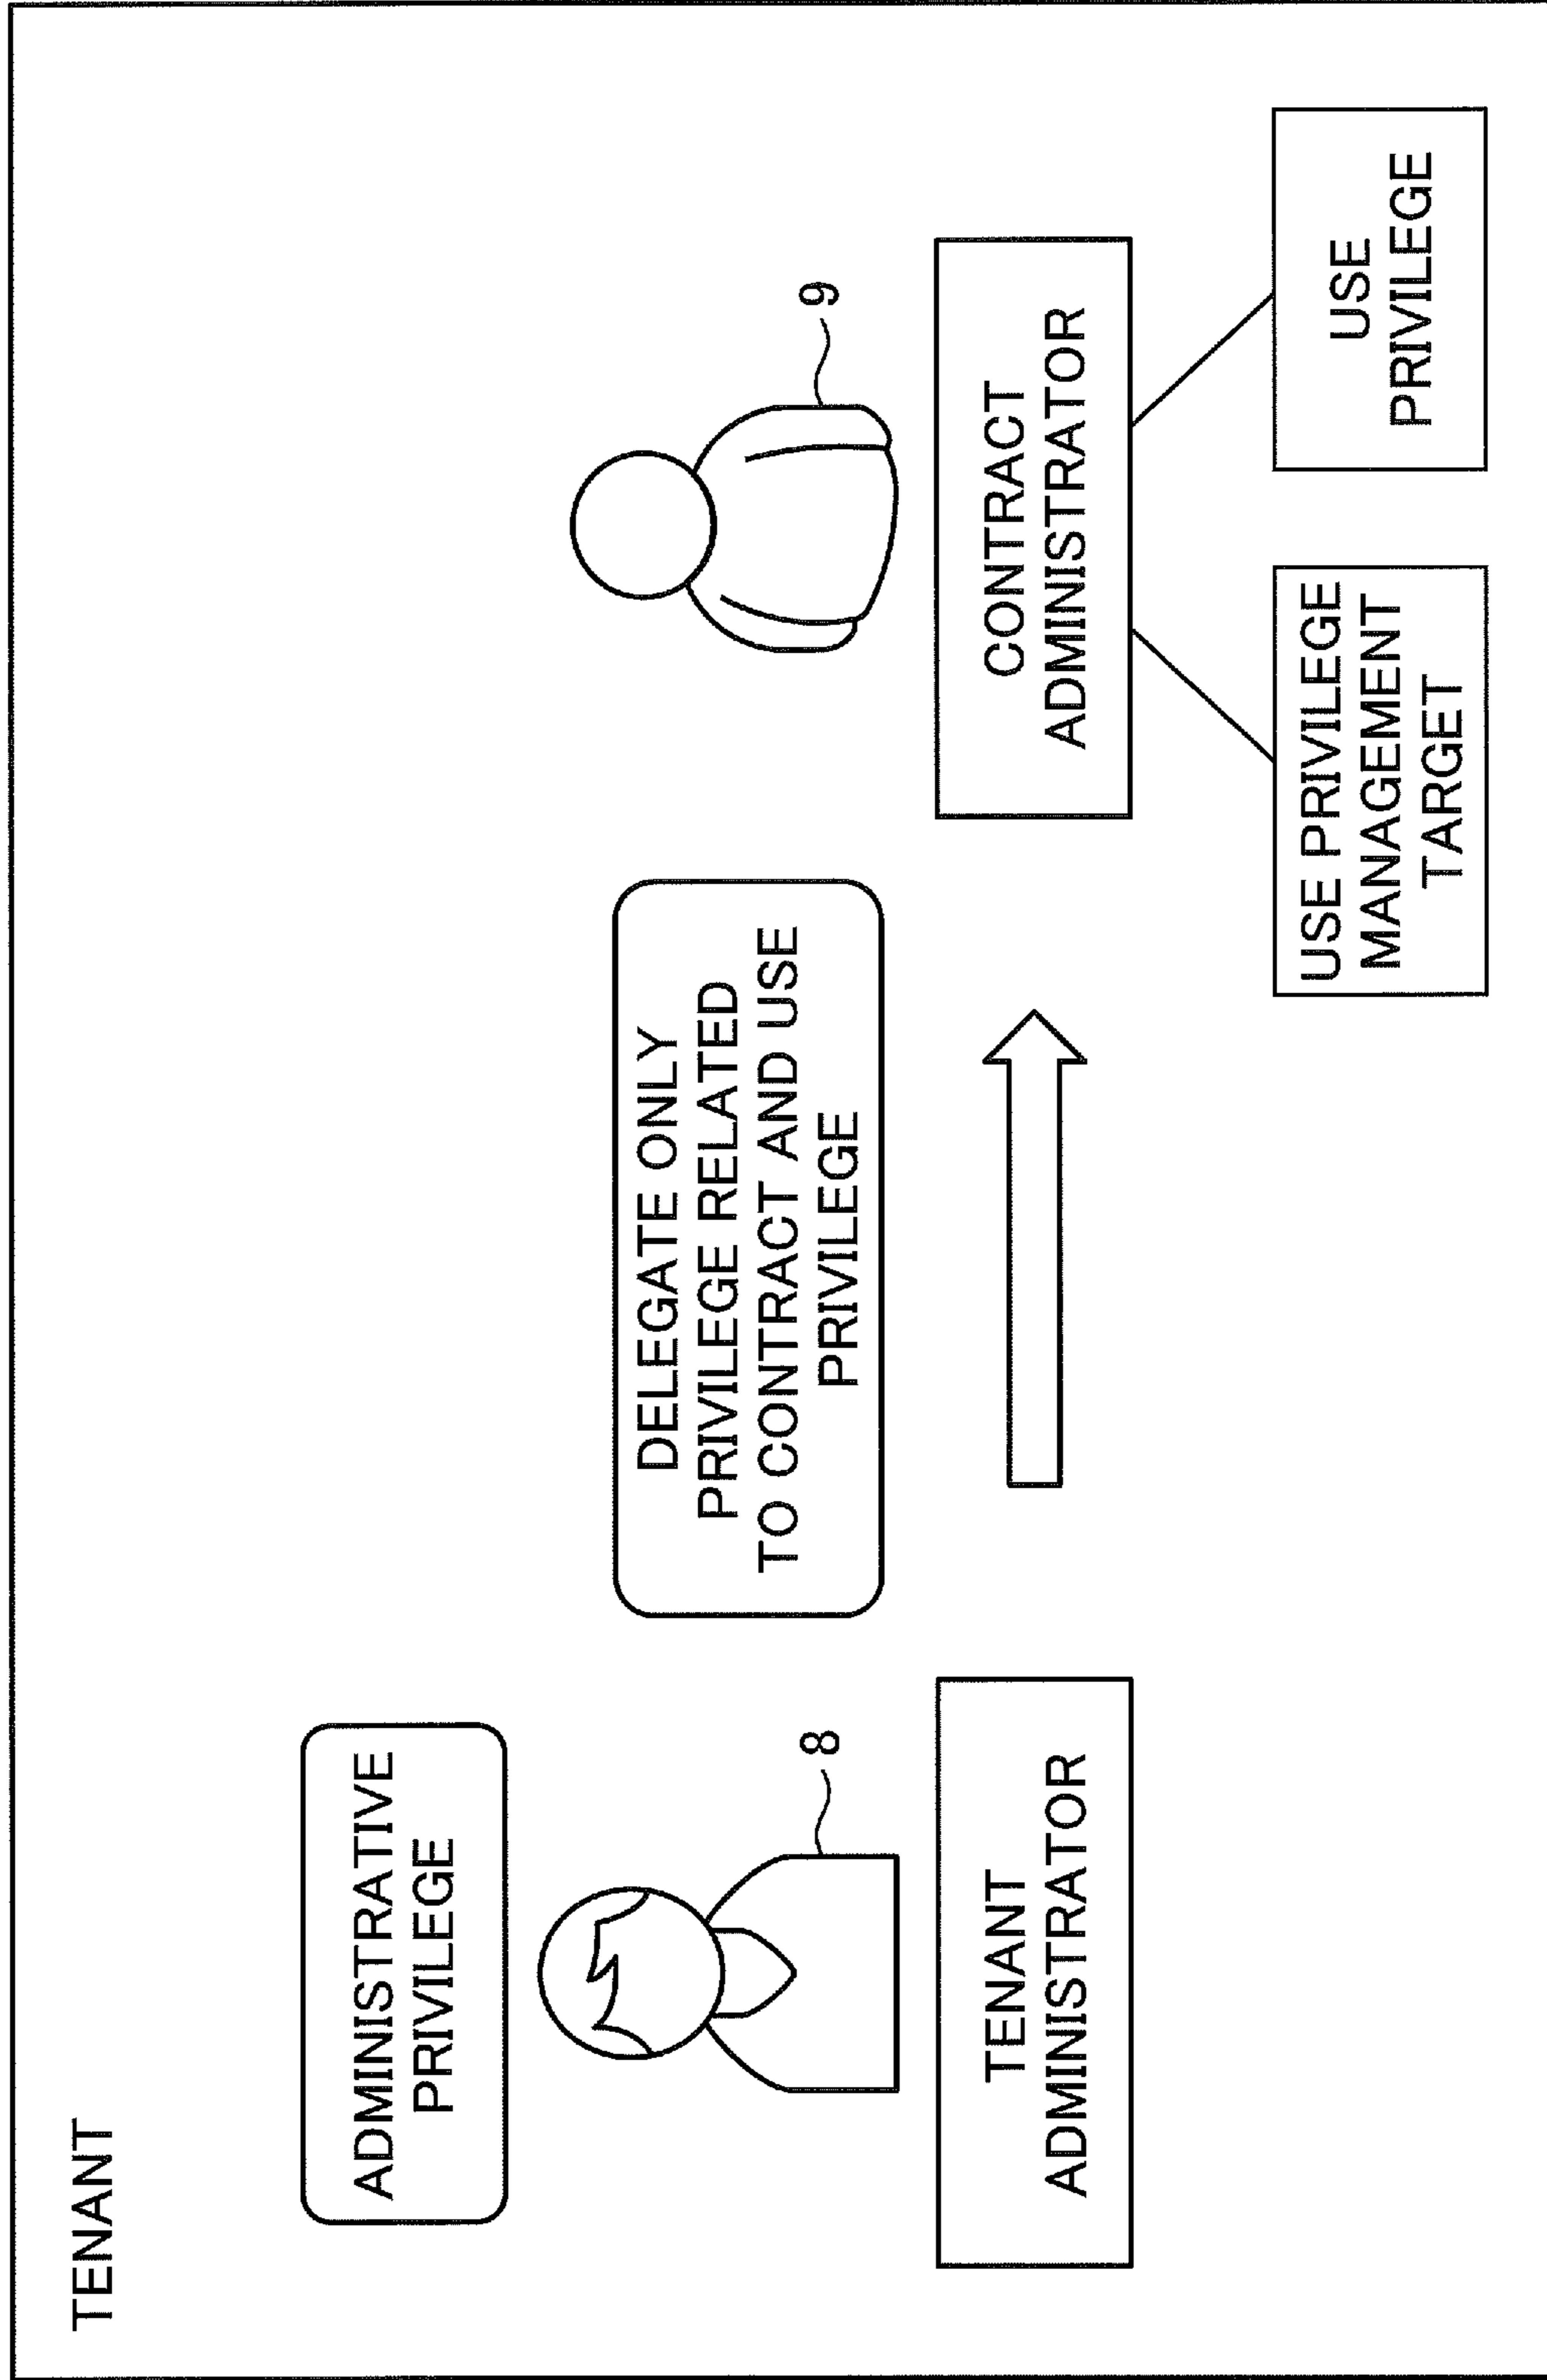 TENANT
ADMINISTRATIVE
PRIVILEGE
8
TENANT
ADMINISTRATOR
DELEGATE ONLY
PRIVILEGE RELATED
TO CONTRACT AND USE
PRIVILEGE
9
CONTRACT
ADMINISTRATOR
USE PRIVILEGE
MANAGEMENT
TARGET
USE
PRIVILEGE